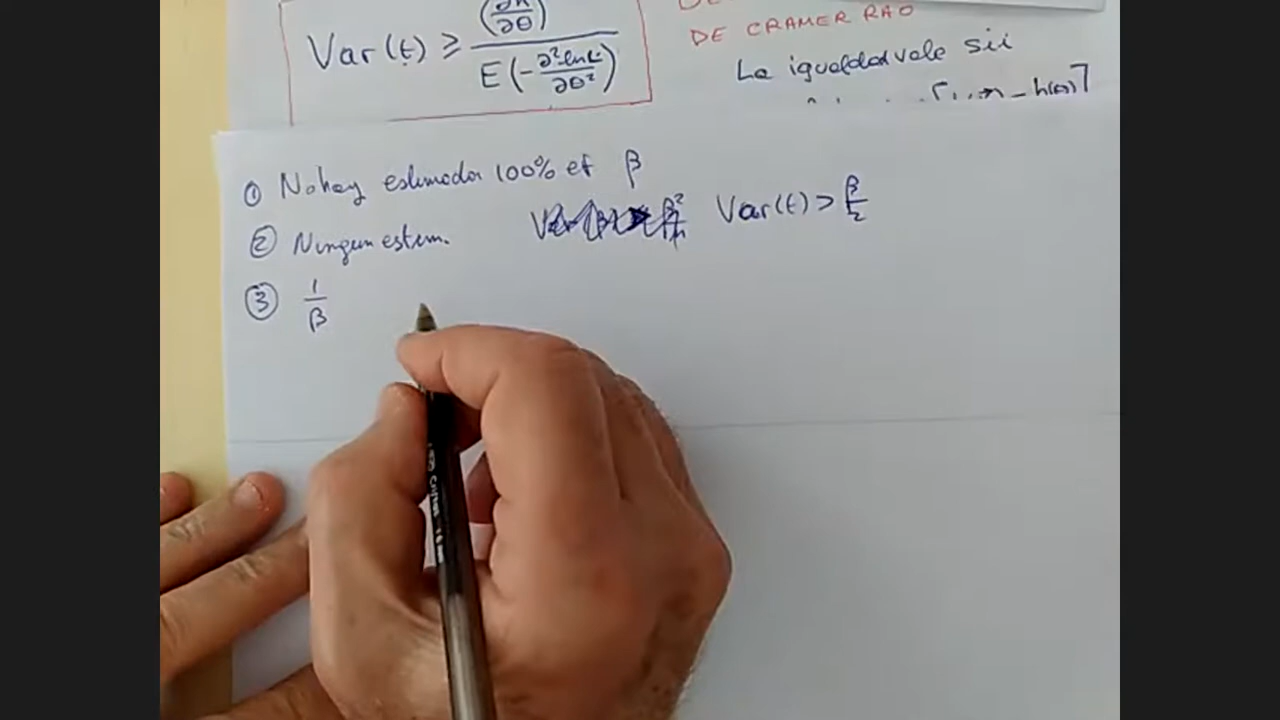 Var(t) ≥ (∂h/∂θ) / E(-∂²lnL/∂θ²)
DE CRAMER RAO
La igualdad vale sii
- h(θ)]
① No hay estimador 100% ef β
② Ningun estim. Var(t) > β/2
③ 1/β